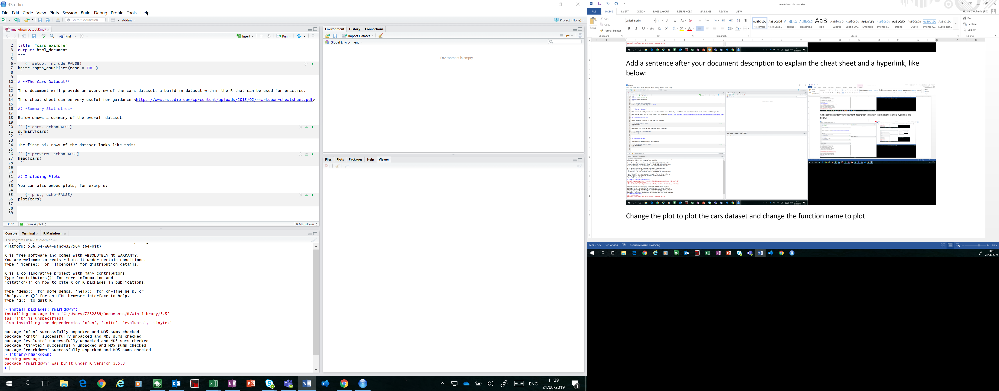 RStudio
File Edit Code View Plots Session Build Debug Profile Tools Help
Go to file/function Addins Project: (None)
rmarkdown output.Rmd*
Knit Insert Run
1 ---
2 title: "cars example"
3 output: html_document
4 ---
5
6 ```{r setup, include=FALSE}
7 knitr::opts_chunk$set(echo = TRUE)
8 ```
9
10 # **The Cars Dataset**
11
12 This document will provide an overview of the cars dataset, a build in dataset within the R that can be used for practice.
13
14 This cheat sheet can be very useful for guidance <https://www.rstudio.com/wp-content/uploads/2015/02/rmarkdown-cheatsheet.pdf>
15
16 ## *Summary Statistics*
17
18 Below shows a summary of the overall dataset:
19
20 ```{r cars, echo=FALSE}
21 summary(cars)
22 ```
23
24 The first six rows of the dataset looks like this:
25
26 ```{r preview, echo=FALSE}
27 head(cars)
28 ```
29
30
31 ## Including Plots
32
33 You can also embed plots, for example:
34
35 ```{r plot, echo=FALSE}
36 plot(cars)
37 ```
38
39
35:11 Chunk 4: plot R Markdown
Console Terminal R Markdown
C:/Program Files/RStudio/bin/
Platform: x86_64-w64-mingw32/x64 (64-bit)
R is free software and comes with ABSOLUTELY NO WARRANTY.
You are welcome to redistribute it under certain conditions.
Type 'license()' or 'licence()' for distribution details.
R is a collaborative project with many contributors.
Type 'contributors()' for more information and
'citation()' on how to cite R or R packages in publications.
Type 'demo()' for some demos, 'help()' for on-line help, or
'help.start()' for an HTML browser interface to help.
Type 'q()' to quit R.
> install.packages("rmarkdown")
Installing package into ‘C:/Users/7232889/Documents/R/win-library/3.5’
(as ‘lib’ is unspecified)
also installing the dependencies ‘xfun’, ‘knitr’, ‘evaluate’, ‘tinytex’
package ‘xfun’ successfully unpacked and MD5 sums checked
package ‘knitr’ successfully unpacked and MD5 sums checked
package ‘evaluate’ successfully unpacked and MD5 sums checked
package ‘tinytex’ successfully unpacked and MD5 sums checked
package ‘rmarkdown’ successfully unpacked and MD5 sums checked
> library(rmarkdown)
Warning message:
package ‘rmarkdown’ was built under R version 3.5.3
>
Environment History Connections
Import Dataset List
Global Environment
Environment is empty
Files Plots Packages Help Viewer
ENG 11:29
21/08/2019
1
rmarkdwon demo - Word
FILE HOME INSERT DESIGN PAGE LAYOUT REFERENCES MAILINGS REVIEW VIEW
Hoare, Stephanie (RIS)
Paste Cut Copy Format Painter
Clipboard
Calibri (Body) 11
Font
Paragraph
AaBbCcDd 1 Normal
AaBbCcDd 1 No Spac...
AaBbCc Heading 1
AaBbCcD Heading 2
AaBl Title
AaBbCcD Subtitle
AaBbCcDd Subtle Em...
AaBbCcDd Emphasis
AaBbCcDd Intense E...
AaBbCcDc Strong
AaBbCcDd Quote
AaBbCcDd Intense Q...
AaBbCcDd Subtle Ref...
Styles
Find
Replace
Select
Editing
Add a sentence after your document description to explain the cheat sheet and a hyperlink, like
below:
Change the plot to plot the cars dataset and change the function name to plot
PAGE 4 OF 4 316 WORDS ENGLISH (UNITED KINGDOM) 240%
11:29
21/08/2019